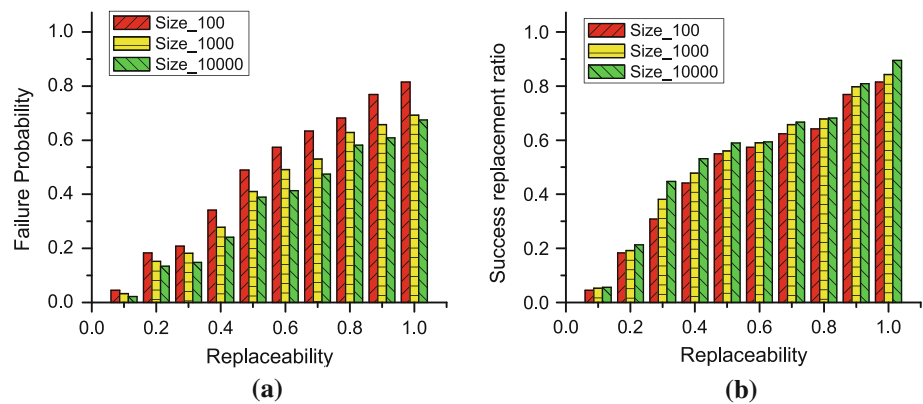 Size_100
Size_1000
Size_10000
Failure Probability
1.0
0.8
0.6
0.4
0.2
0.0
0.0 0.2 0.4 0.6 0.8 1.0
Replaceability
(a)
Size_100
Size_1000
Size_10000
Success replacement ratio
1.0
0.8
0.6
0.4
0.2
0.0
0.0 0.2 0.4 0.6 0.8 1.0
Replaceability
(b)